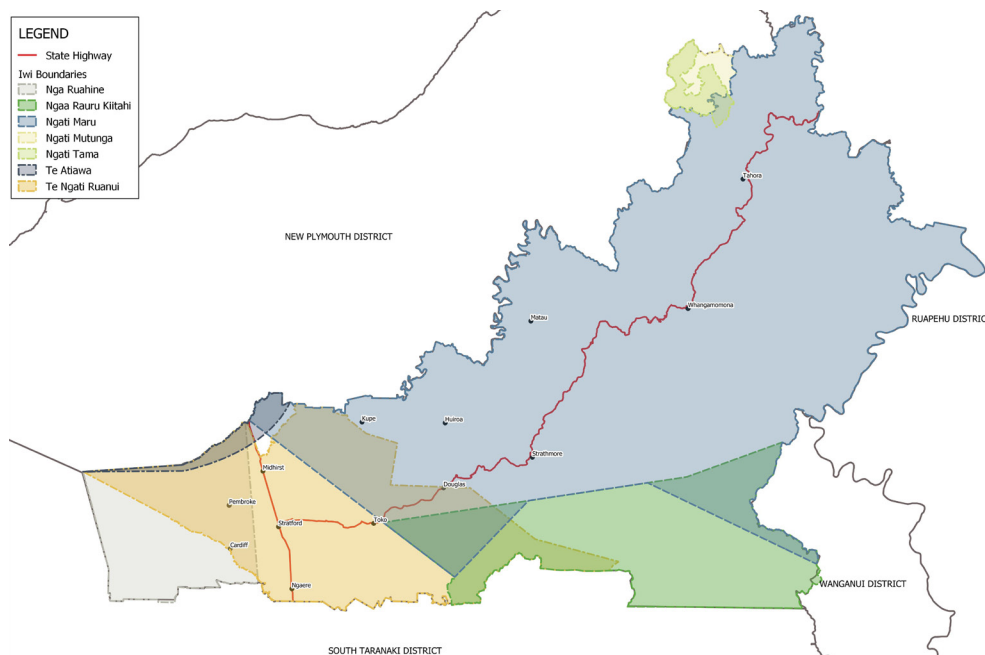 LEGEND
State Highway
Iwi Boundaries
Nga Ruahine
Ngaa Rauru Kiitahi
Ngati Maru
Ngati Mutunga
Ngati Tama
Te Atiawa
Te Ngati Ruanui
Tahora
NEW PLYMOUTH DISTRICT
Whangamomona
Matau
RUAPEHU DISTRIC
Kupe
Huiroa
Strathmore
Midhirst
Douglas
Pembroke
Stratford
Toko
Cardiff
Ngaere
WANGANUI DISTRICT
SOUTH TARANAKI DISTRICT